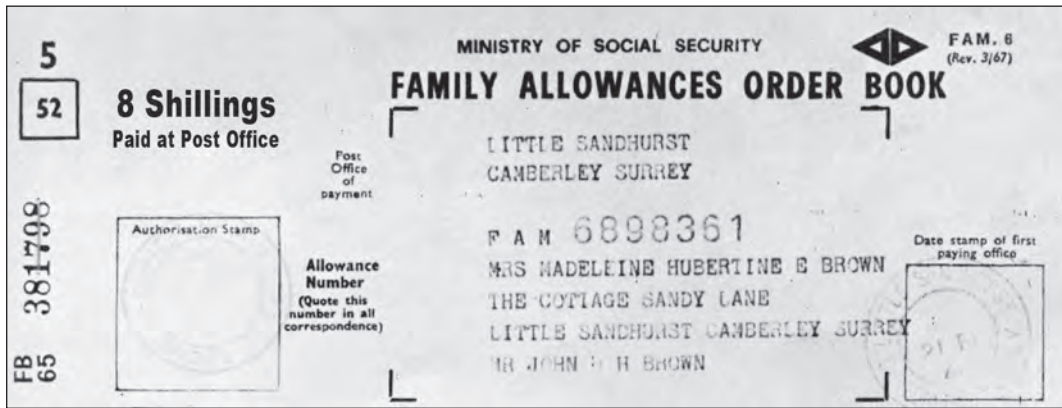 5
52
8 Shillings
Paid at Post Office
MINISTRY OF SOCIAL SECURITY
FAM. 6
(Rev. 3/67)
FAMILY ALLOWANCES ORDER BOOK
Post
Office
of
payment
LITTLE SANDHURST
CAMBERLEY SURREY
Authorisation Stamp
Allowance
Number
(Quote this
number in all
correspondence)
F A M 6898361
MRS MADELEINE HUBERTINE E BROWN
THE COTTAGE SANDY LANE
LITTLE SANDHURST CAMBERLEY SURREY
MR JOHN H BROWN
Date stamp of first
paying office
FB
65
381798